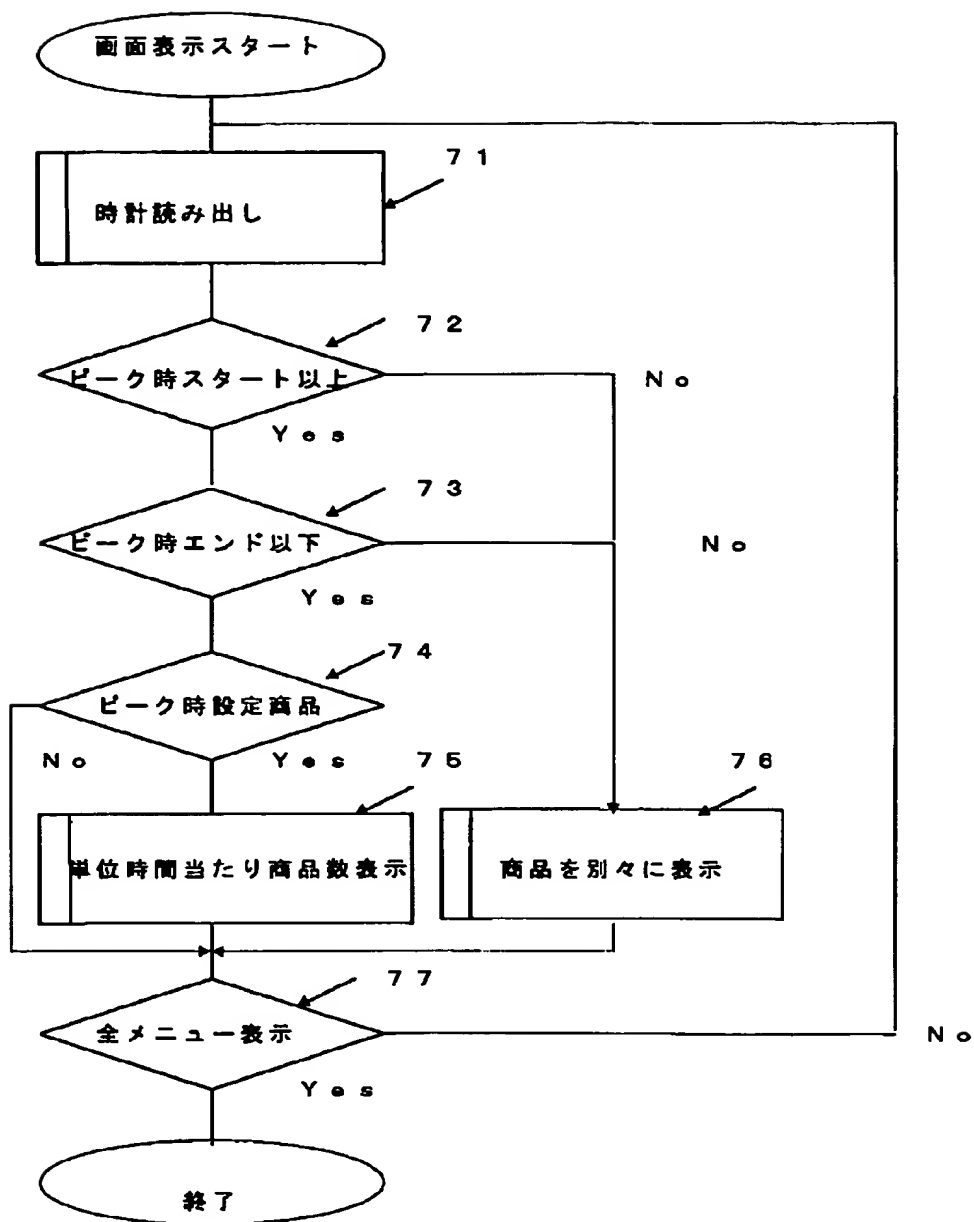 画面表示スタート
71
時計読み出し
72
ピーク時スタート以上
No
Yes
73
ピーク時エンド以下
No
Yes
74
ピーク時設定商品
No
Yes
75
76
単位時間当たり商品数表示
商品を別々に表示
77
全メニュー表示
No
Yes
終了